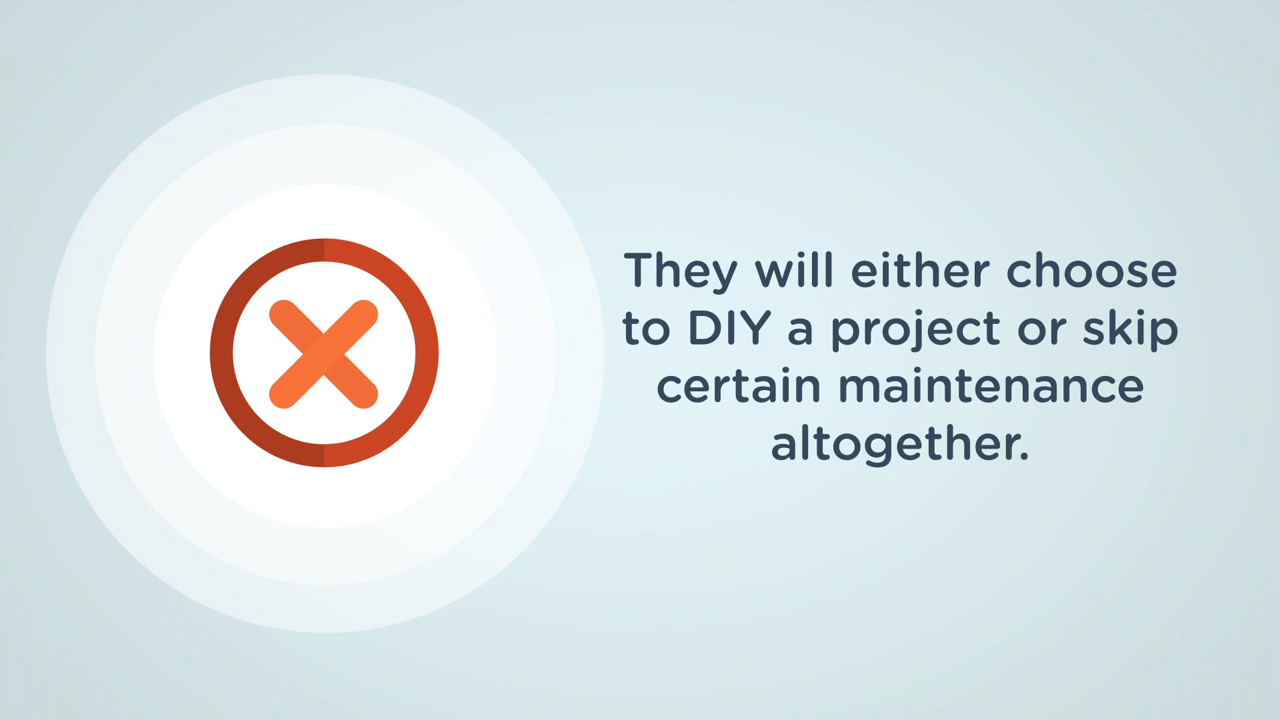 They will either choose
to DIY a project or skip
certain maintenance
altogether.